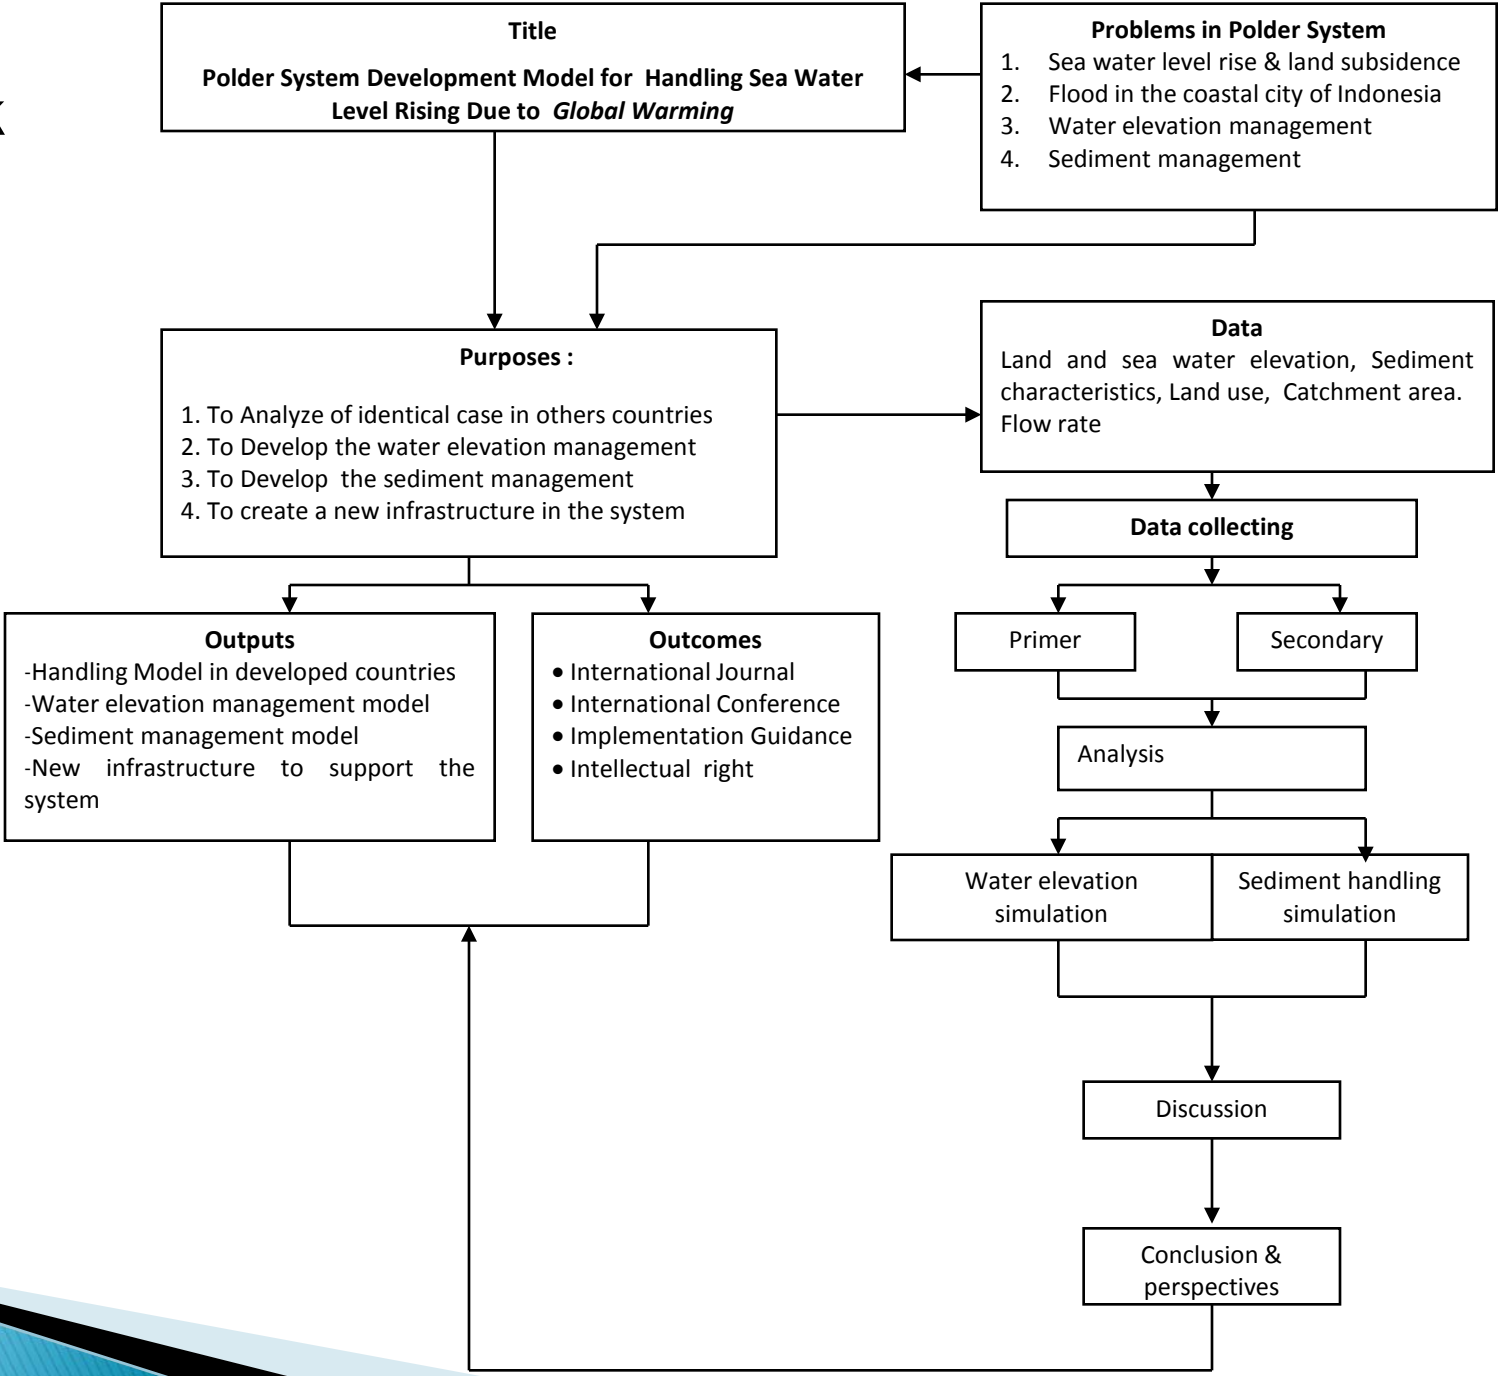 Title
Polder System Development Model for Handling Sea Water
Level Rising Due to Global Warming
Problems in Polder System
1. Sea water level rise & land subsidence
2. Flood in the coastal city of Indonesia
3. Water elevation management
4. Sediment management
Purposes :
1. To Analyze of identical case in others countries
2. To Develop the water elevation management
3. To Develop the sediment management
4. To create a new infrastructure in the system
Data
Land and sea water elevation, Sediment
characteristics, Land use, Catchment area.
Flow rate
Data collecting
Primer
Secondary
Outputs
-Handling Model in developed countries
-Water elevation management model
-Sediment management model
-New infrastructure to support the
system
Outcomes
• International Journal
• International Conference
• Implementation Guidance
• Intellectual right
Analysis
Water elevation
simulation
Sediment handling
simulation
Discussion
Conclusion &
perspectives